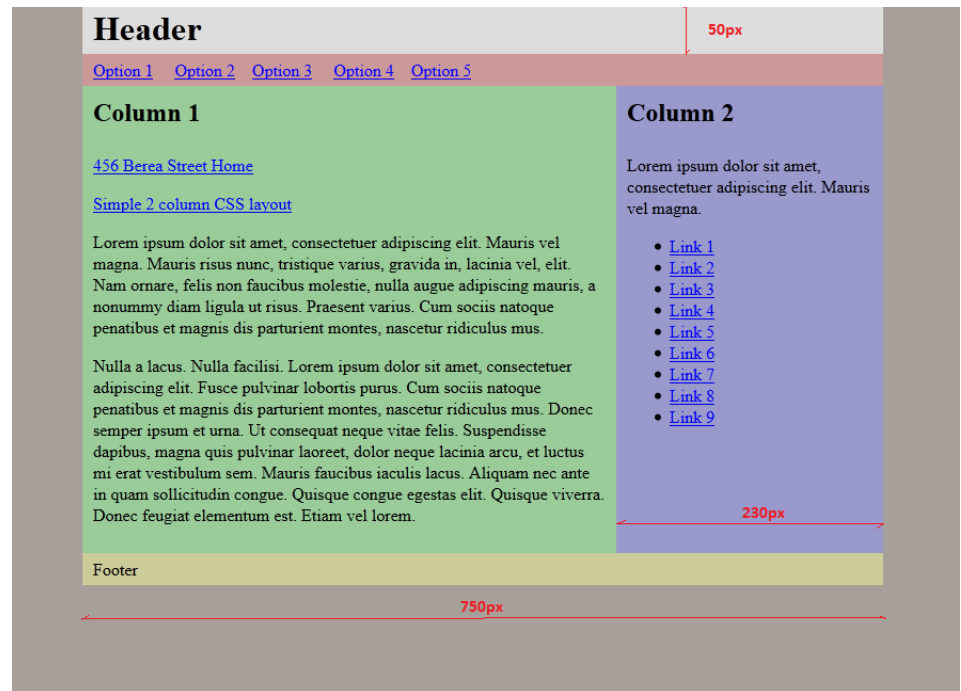 Header
50px
Option 1 Option 2 Option 3 Option 4 Option 5
Column 1
456 Berea Street Home
Simple 2 column CSS layout
Lorem ipsum dolor sit amet, consectetuer adipiscing elit. Mauris vel
magna. Mauris risus nunc, tristique varius, gravida in, lacinia vel, elit.
Nam ornare, felis non faucibus molestie, nulla augue adipiscing mauris, a
nonummy diam ligula ut risus. Praesent varius. Cum sociis natoque
penatibus et magnis dis parturient montes, nascetur ridiculus mus.
Nulla a lacus. Nulla facilisi. Lorem ipsum dolor sit amet, consectetuer
adipiscing elit. Fusce pulvinar lobortis purus. Cum sociis natoque
penatibus et magnis dis parturient montes, nascetur ridiculus mus. Donec
semper ipsum et urna. Ut consequat neque vitae felis. Suspendisse
dapibus, magna quis pulvinar laoreet, dolor neque lacinia arcu, et luctus
mi erat vestibulum sem. Mauris faucibus iaculis lacus. Aliquam nec ante
in quam sollicitudin congue. Quisque congue egestas elit. Quisque viverra.
Donec feugiat elementum est. Etiam vel lorem.
Column 2
Lorem ipsum dolor sit amet,
consectetuer adipiscing elit. Mauris
vel magna.
• Link 1
• Link 2
• Link 3
• Link 4
• Link 5
• Link 6
• Link 7
• Link 8
• Link 9
230px
Footer
750px